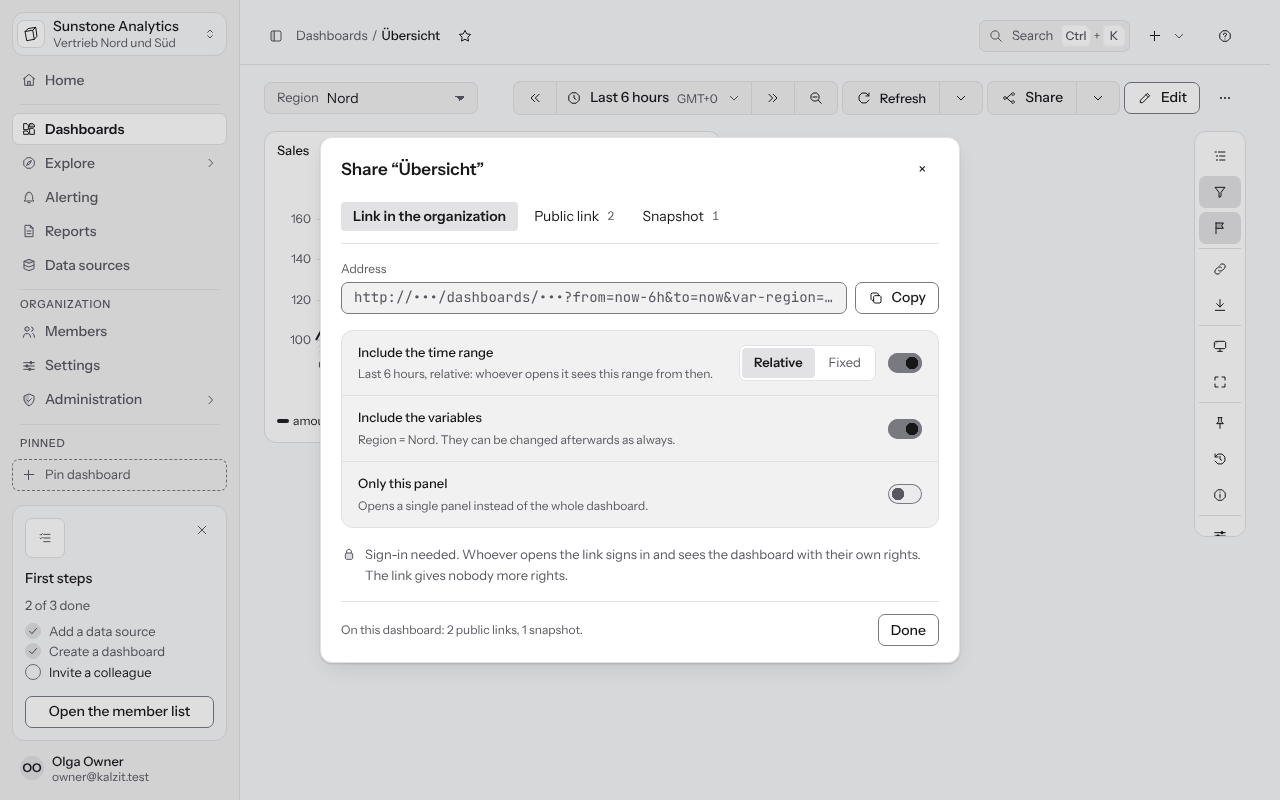 Sunstone Analytics
Vertrieb Nord und Süd
Home
Dashboards
Explore
Alerting
Reports
Data sources
ORGANIZATION
Members
Settings
Administration
PINNED
Pin dashboard
First steps
2 of 3 done
Add a data source
Create a dashboard
Invite a colleague
Open the member list
OO
Olga Owner
owner@kalzit.test
Dashboards / Übersicht
Search Ctrl + K
Region Nord
Last 6 hours GMT+0
Refresh
Share
Edit
Sales
160
140
120
100
Share “Übersicht”
Link in the organization
Public link 2
Snapshot 1
Address
http://•••/dashboards/•••?from=now-6h&to=now&var-region=…
Copy
Include the time range
Last 6 hours, relative: whoever opens it sees this range from then.
Relative
Fixed
Include the variables
Region = Nord. They can be changed afterwards as always.
Only this panel
Opens a single panel instead of the whole dashboard.
Sign-in needed. Whoever opens the link signs in and sees the dashboard with their own rights.
The link gives nobody more rights.
On this dashboard: 2 public links, 1 snapshot.
Done